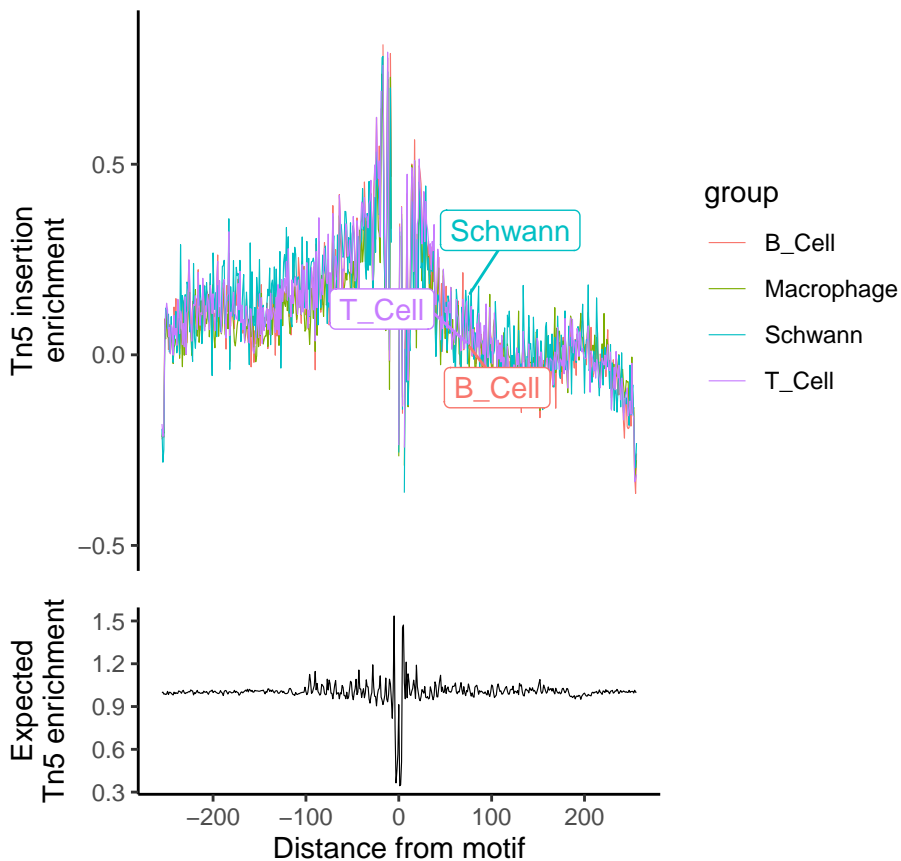 Tn5 insertion
enrichment
0.5
0.0
−0.5
Schwann
T_Cell
B_Cell
group
B_Cell
Macrophage
Schwann
T_Cell
Expected
Tn5 enrichment
1.5
1.2
0.9
0.6
0.3
−200
−100
0
100
200
Distance from motif